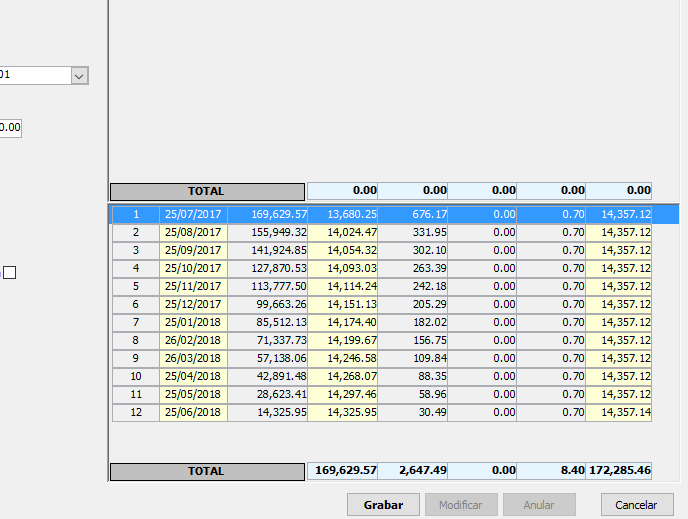 01
0.00
TOTAL 0.00 0.00 0.00 0.00 0.00
1 25/07/2017 169,629.57 13,680.25 676.17 0.00 0.70 14,357.12
2 25/08/2017 155,949.32 14,024.47 331.95 0.00 0.70 14,357.12
3 25/09/2017 141,924.85 14,054.32 302.10 0.00 0.70 14,357.12
4 25/10/2017 127,870.53 14,093.03 263.39 0.00 0.70 14,357.12
5 25/11/2017 113,777.50 14,114.24 242.18 0.00 0.70 14,357.12
6 25/12/2017 99,663.26 14,151.13 205.29 0.00 0.70 14,357.12
7 25/01/2018 85,512.13 14,174.40 182.02 0.00 0.70 14,357.12
8 26/02/2018 71,337.73 14,199.67 156.75 0.00 0.70 14,357.12
9 26/03/2018 57,138.06 14,246.58 109.84 0.00 0.70 14,357.12
10 25/04/2018 42,891.48 14,268.07 88.35 0.00 0.70 14,357.12
11 25/05/2018 28,623.41 14,297.46 58.96 0.00 0.70 14,357.12
12 25/06/2018 14,325.95 14,325.95 30.49 0.00 0.70 14,357.14
TOTAL 169,629.57 2,647.49 0.00 8.40 172,285.46
Grabar Modificar Anular Cancelar